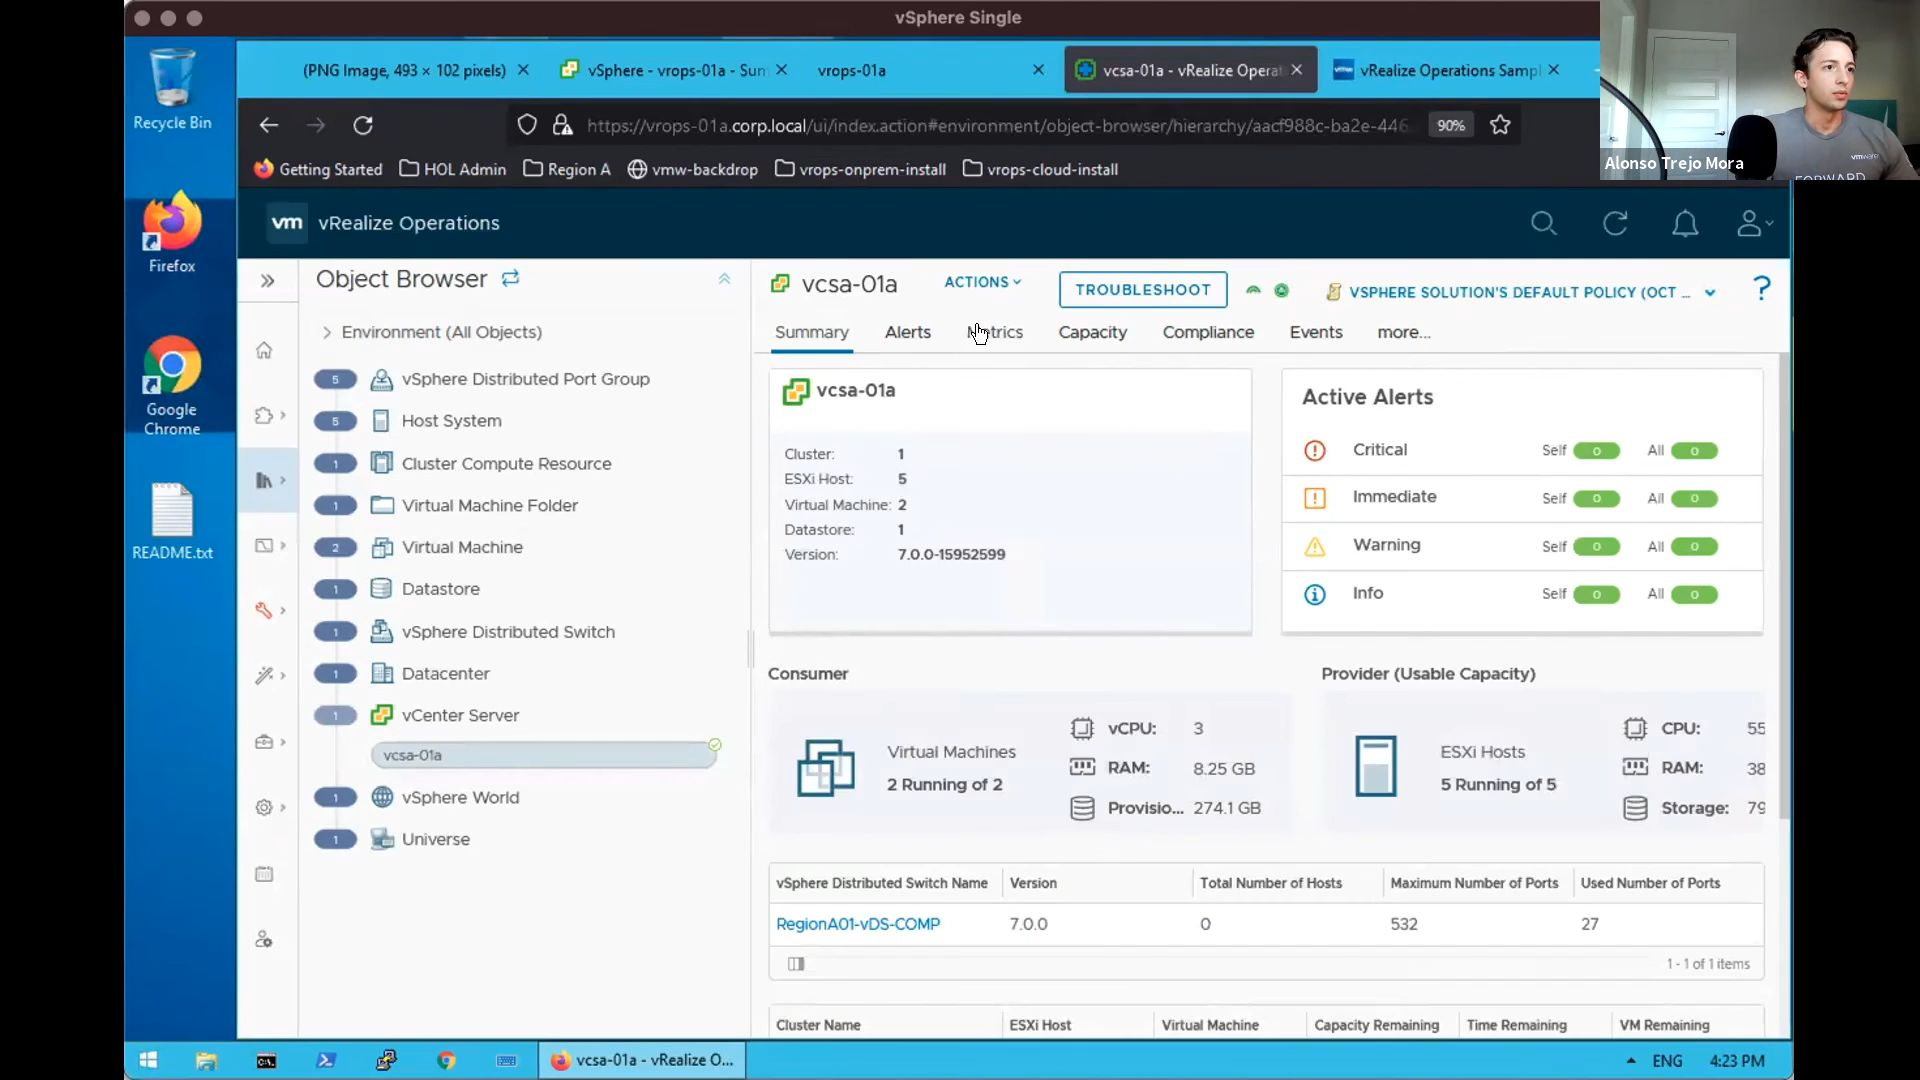 vSphere Single
(PNG Image, 493 × 102 pixels)
vSphere - vrops-01a - Sum
vrops-01a
vcsa-01a - vRealize Operat
vRealize Operations Sampl
https://vrops-01a.corp.local/ui/index.action#environment/object-browser/hierarchy/aacf988c-ba2e-446
90%
Getting Started
HOL Admin
Region A
vmw-backdrop
vrops-onprem-install
vrops-cloud-install
Alonso Trejo Mora
vmware
FORWARD
Recycle Bin
Firefox
Google
Chrome
README.txt
vm vRealize Operations
Object Browser
Environment (All Objects)
5 vSphere Distributed Port Group
5 Host System
1 Cluster Compute Resource
1 Virtual Machine Folder
2 Virtual Machine
1 Datastore
1 vSphere Distributed Switch
1 Datacenter
1 vCenter Server
vcsa-01a
1 vSphere World
1 Universe
vcsa-01a
ACTIONS
TROUBLESHOOT
VSPHERE SOLUTION'S DEFAULT POLICY (OCT ...
?
Summary
Alerts
Metrics
Capacity
Compliance
Events
more...
vcsa-01a
Cluster: 1
ESXi Host: 5
Virtual Machine: 2
Datastore: 1
Version: 7.0.0-15952599
Active Alerts
Critical Self 0 All 0
Immediate Self 0 All 0
Warning Self 0 All 0
Info Self 0 All 0
Consumer
Virtual Machines
2 Running of 2
vCPU: 3
RAM: 8.25 GB
Provisio... 274.1 GB
Provider (Usable Capacity)
ESXi Hosts
5 Running of 5
CPU: 55
RAM: 38
Storage: 79
vSphere Distributed Switch Name
Version
Total Number of Hosts
Maximum Number of Ports
Used Number of Ports
RegionA01-vDS-COMP
7.0.0
0
532
27
1 - 1 of 1 items
Cluster Name
ESXi Host
Virtual Machine
Capacity Remaining
Time Remaining
VM Remaining
vcsa-01a - vRealize O...
ENG
4:23 PM